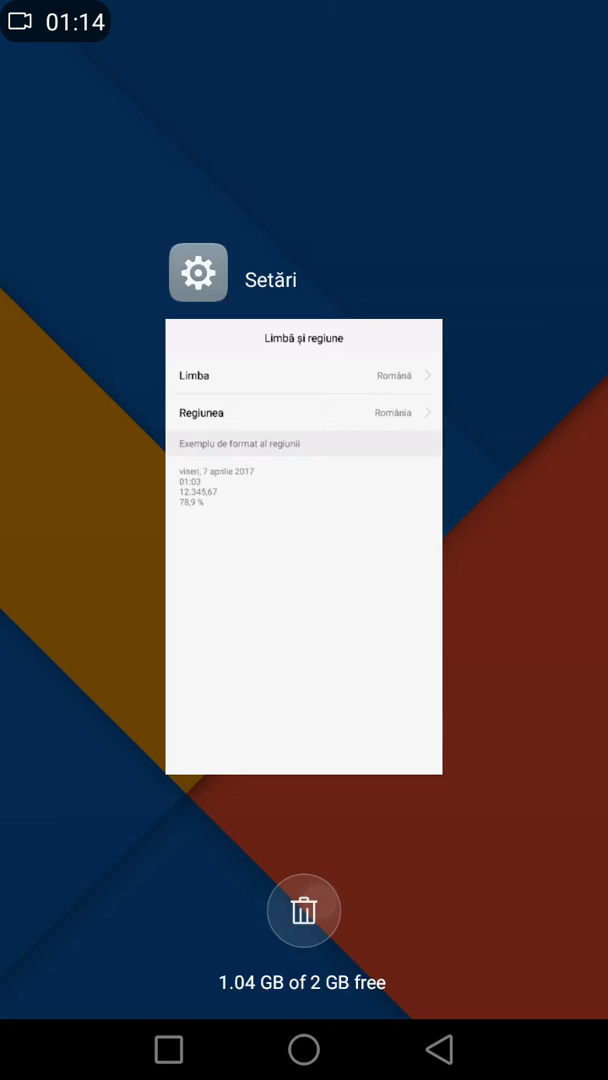 01:14
Setări
Limbă și regiune
Limba Română
Regiunea România
Exemplu de format al regiunii
vineri, 7 aprilie 2017
01:03
12.345,67
78,9 %
1.04 GB of 2 GB free